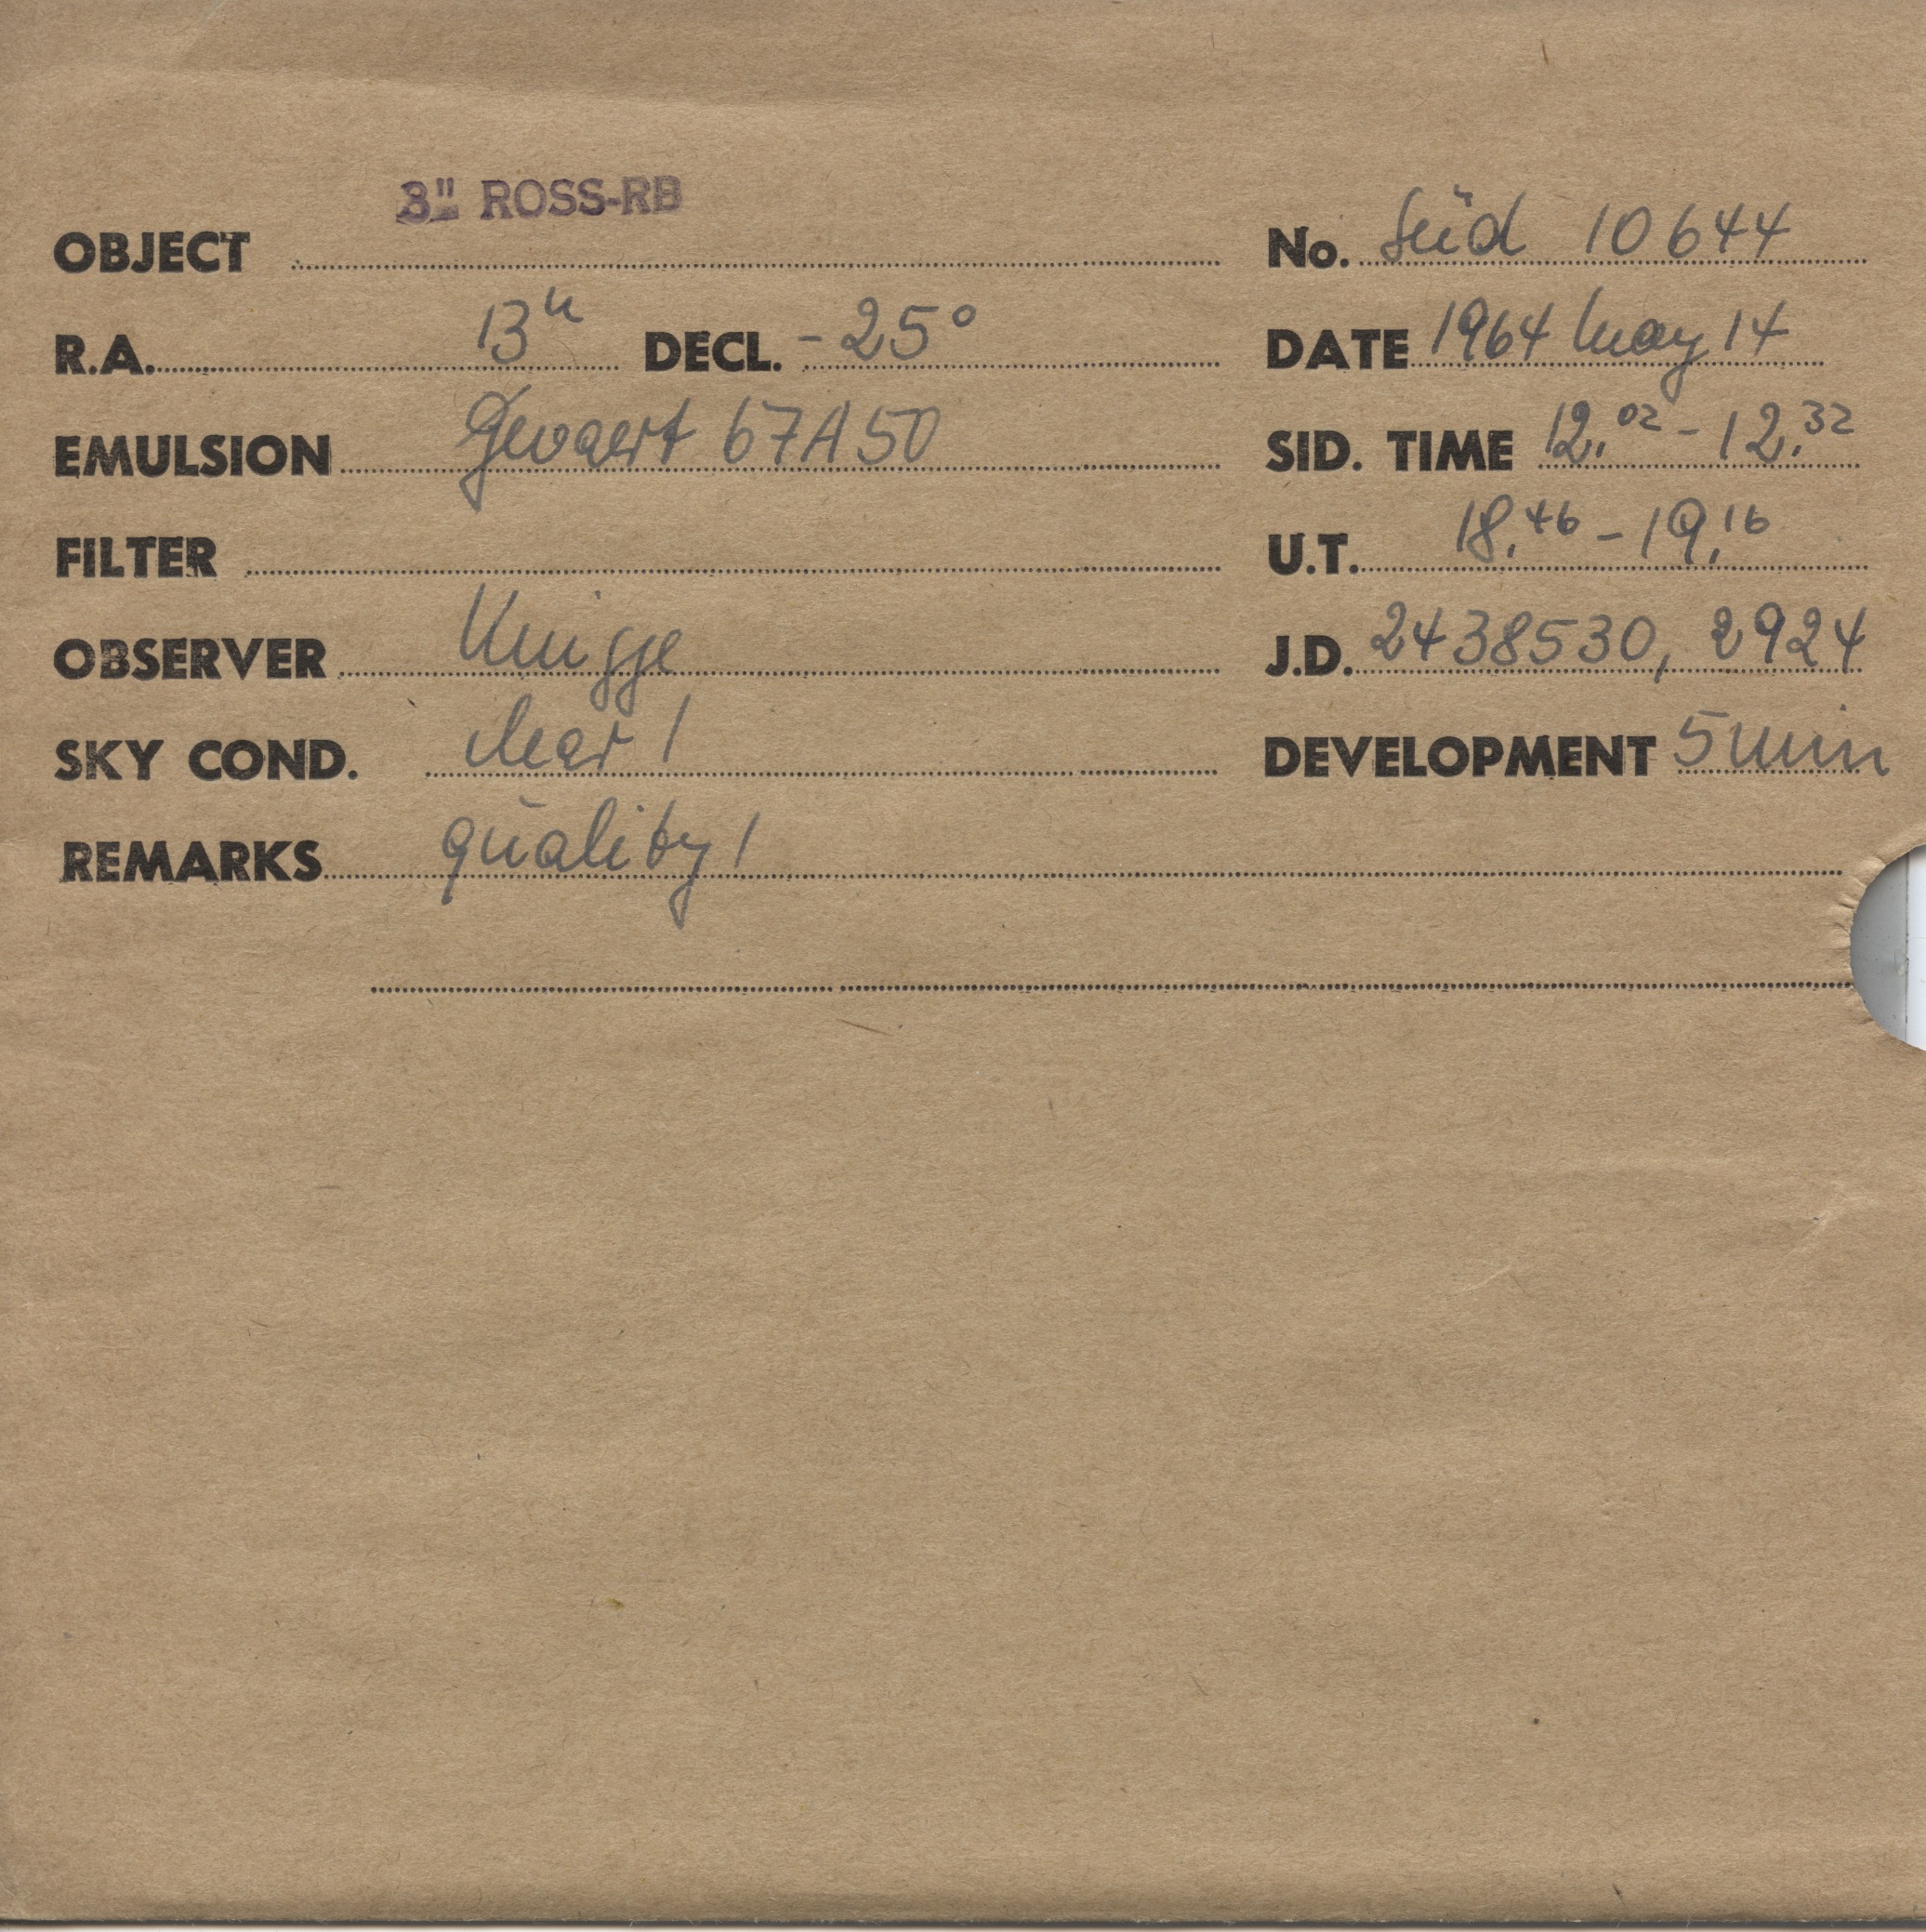 3" ROSS-RB
OBJECT No. Süd 10644
R.A. 13h DECL. -25° DATE 1964 May 14
EMULSION Gevaert 67A50 SID. TIME 12.02 - 12.32
FILTER U.T. 18.46 - 19.16
OBSERVER Knigge J.D. 2438530, 2924
SKY COND. clear 1 DEVELOPMENT 5 min
REMARKS quality 1